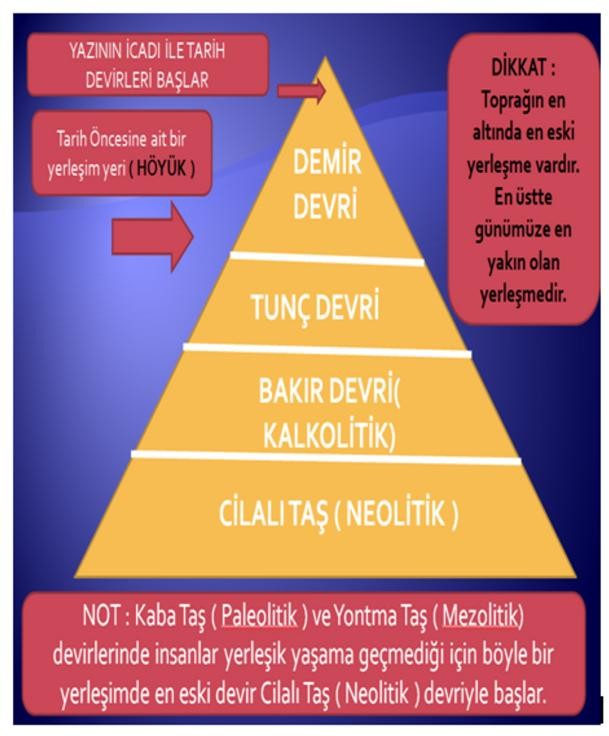 YAZININ İCADI İLE TARİH
DEVİRLERİ BAŞLAR
Tarih Öncesine ait bir
yerleşim yeri ( HÖYÜK )
DİKKAT :
Toprağın en
altında en eski
yerleşme vardır.
En üstte
günümüze en
yakın olan
yerleşmedir.
DEMİR
DEVRİ
TUNÇ DEVRİ
BAKIR DEVRİ(
KALKOLİTİK)
CİLALI TAŞ ( NEOLİTİK )
NOT : Kaba Taş ( Paleolitik ) ve Yontma Taş ( Mezolitik)
devirlerinde insanlar yerleşik yaşama geçmediği için böyle bir
yerleşimde en eski devir Cilalı Taş ( Neolitik ) devriyle başlar.